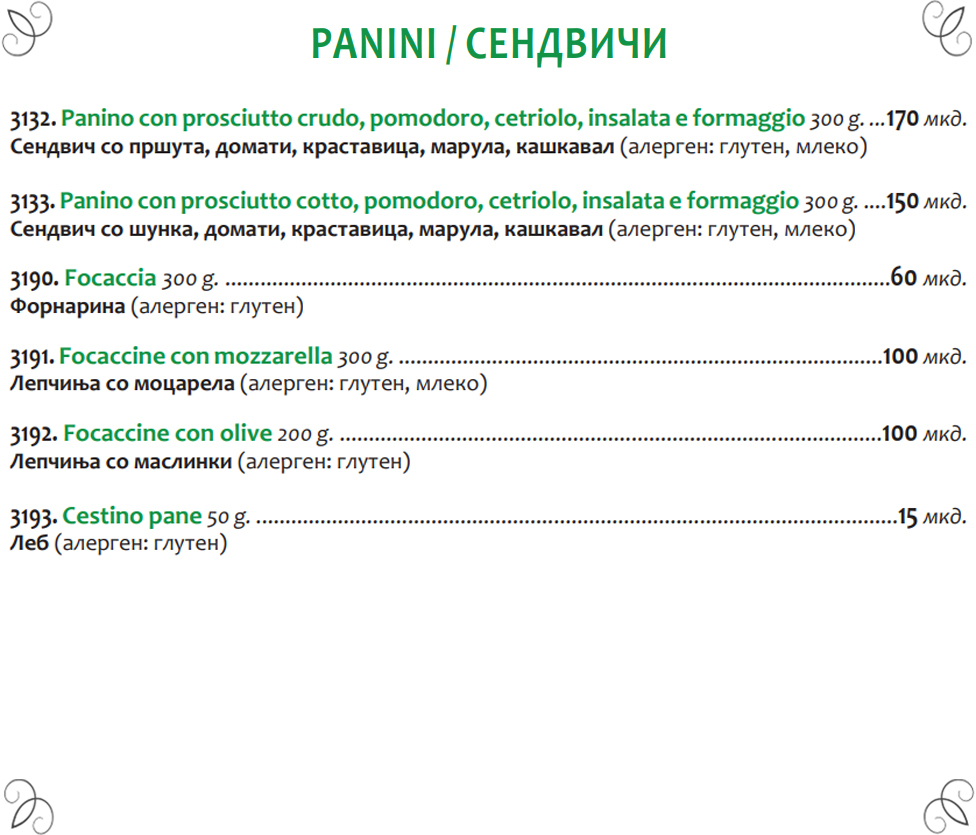 PANINI / СЕНДВИЧИ
3132. Panino con prosciutto crudo, pomodoro, cetriolo, insalata e formaggio 300 g. ...170 мкд.
Сендвич со пршута, домати, краставица, марула, кашкавал (алерген: глутен, млеко)
3133. Panino con prosciutto cotto, pomodoro, cetriolo, insalata e formaggio 300 g. ....150 мкд.
Сендвич со шунка, домати, краставица, марула, кашкавал (алерген: глутен, млеко)
3190. Focaccia 300 g. ..........................................................................................................60 мкд.
Форнарина (алерген: глутен)
3191. Focaccine con mozzarella 300 g. ...............................................................................100 мкд.
Лепчиња со моцарела (алерген: глутен, млеко)
3192. Focaccine con olive 200 g. ..........................................................................................100 мкд.
Лепчиња со маслинки (алерген: глутен)
3193. Cestino pane 50 g. ........................................................................................................15 мкд.
Леб (алерген: глутен)